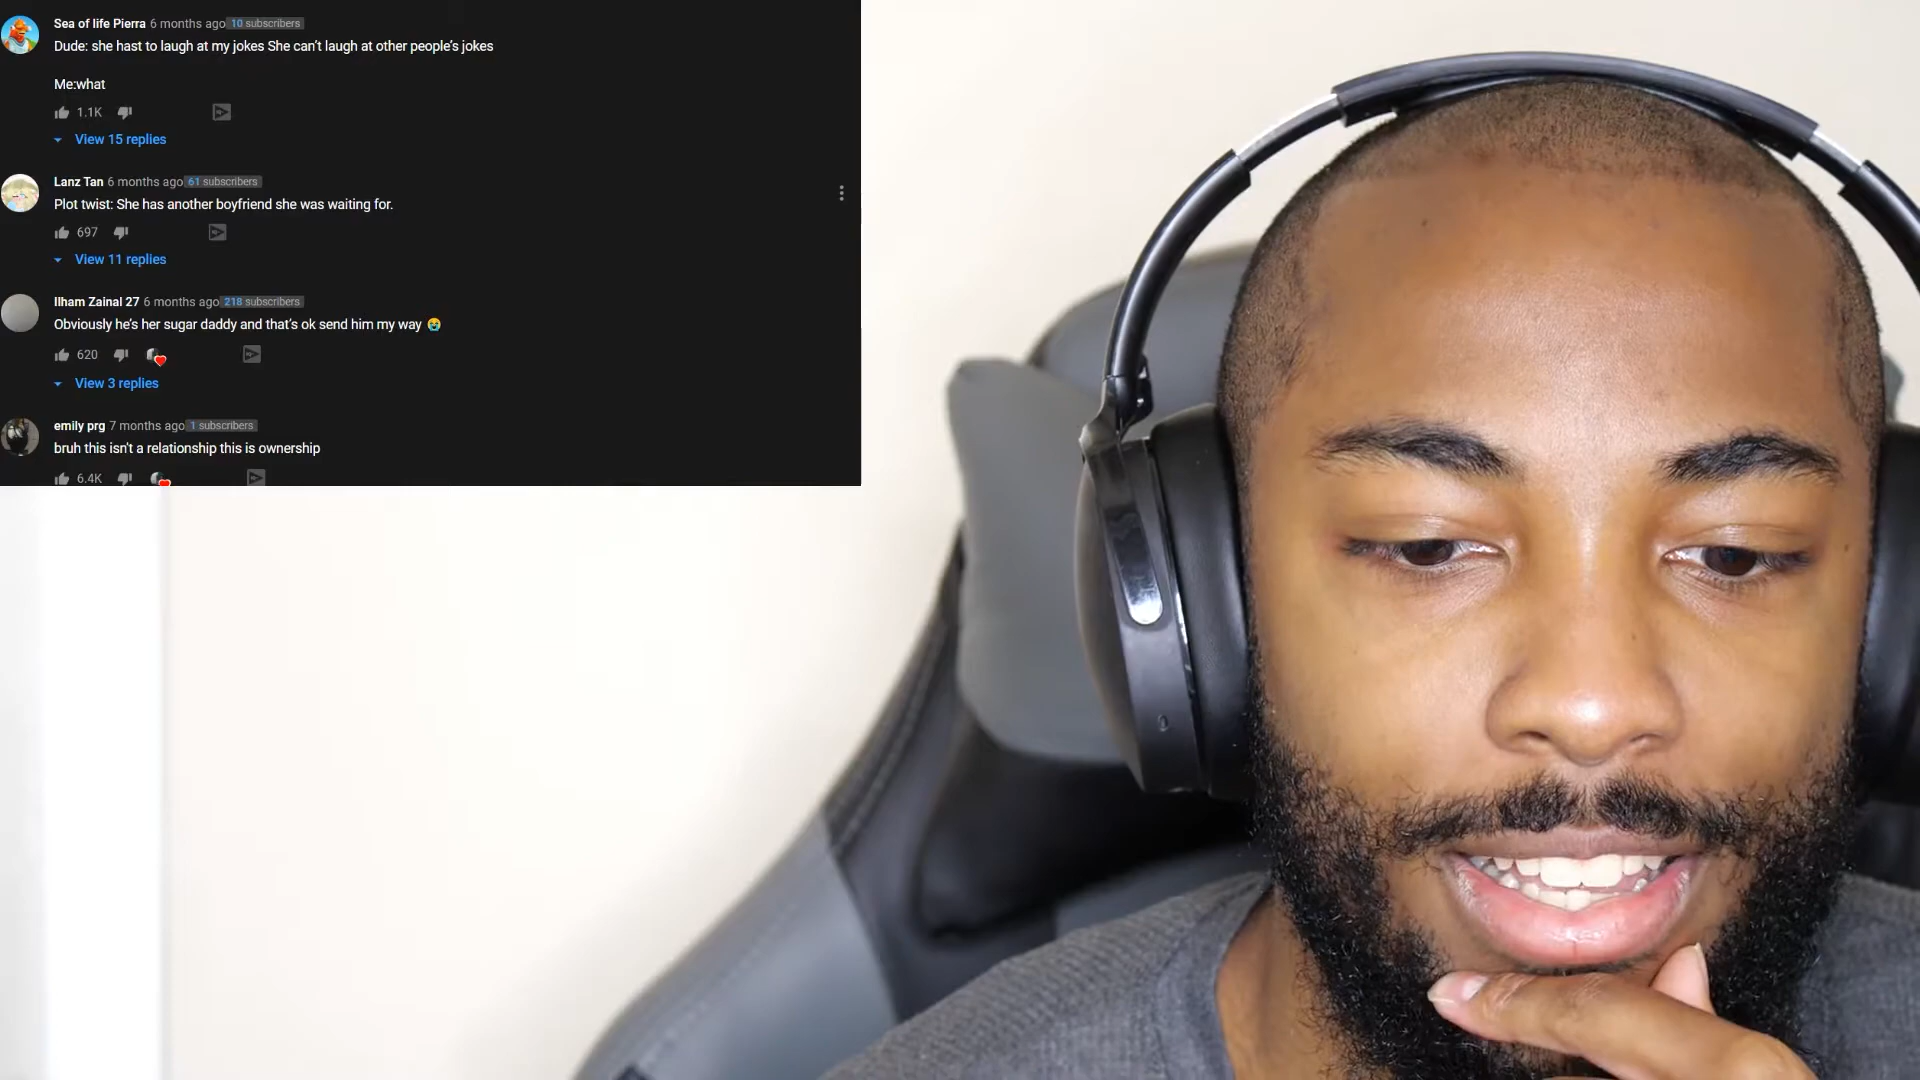 Sea of life Pierra 6 months ago 10 subscribers
Dude: she hast to laugh at my jokes She can't laugh at other people's jokes
Me:what
1.1K
View 15 replies
Lanz Tan 6 months ago 61 subscribers
Plot twist: She has another boyfriend she was waiting for.
697
View 11 replies
Ilham Zainal 27 6 months ago 218 subscribers
Obviously he's her sugar daddy and that's ok send him my way 😭
620
View 3 replies
emily prg 7 months ago 1 subscribers
bruh this isn't a relationship this is ownership
6.4K